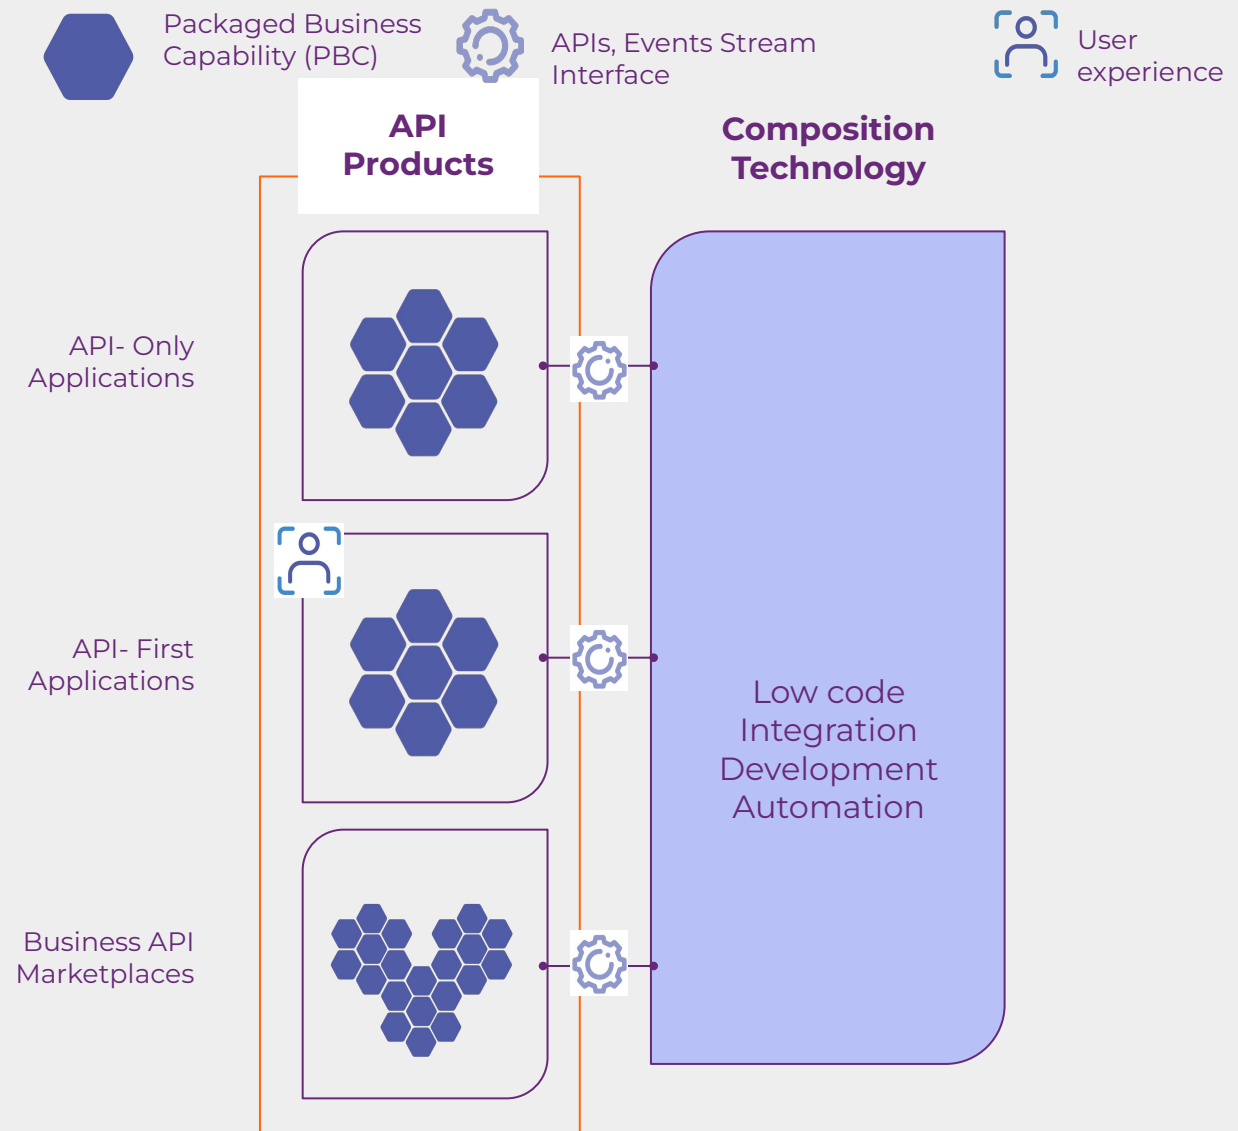 Packaged Business
Capability (PBC)
APIs, Events Stream
Interface
User
experience
API
Products
Composition
Technology
API- Only
Applications
API- First
Applications
Low code
Integration
Development
Automation
Business API
Marketplaces